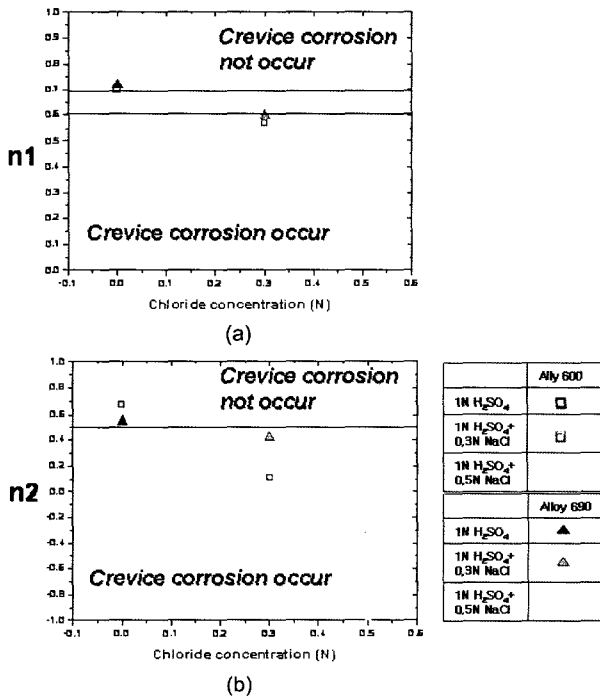 1.0
0.9
0.8
0.7
0.6
0.5
0.4
0.3
0.2
0.1
0.0
n1
Crevice corrosion
not occur
Crevice corrosion occur
-0.1 0.0 0.1 0.2 0.3 0.4 0.5 0.6
Chloride concentration (N)
(a)
1.0
0.8
0.6
0.4
0.2
0.0
-0.2
-0.4
-0.6
-0.8
-1.0
n2
Crevice corrosion
not occur
Crevice corrosion occur
-0.1 0.0 0.1 0.2 0.3 0.4 0.5 0.6
Chloride concentration (N)
(b)
Ally 600
1N H₂SO₄
1N H₂SO₄+
0,3N NaCl
1N H₂SO₄+
0,5N NaCl
Alloy 690
1N H₂SO₄
1N H₂SO₄+
0,3N NaCl
1N H₂SO₄+
0,5N NaCl